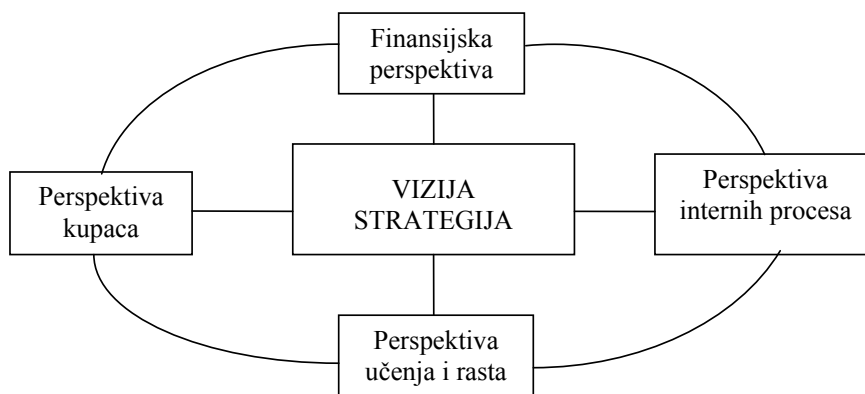 Finansijska
perspektiva
Perspektiva
kupaca
VIZIJA
STRATEGIJA
Perspektiva
internih procesa
Perspektiva
učenja i rasta